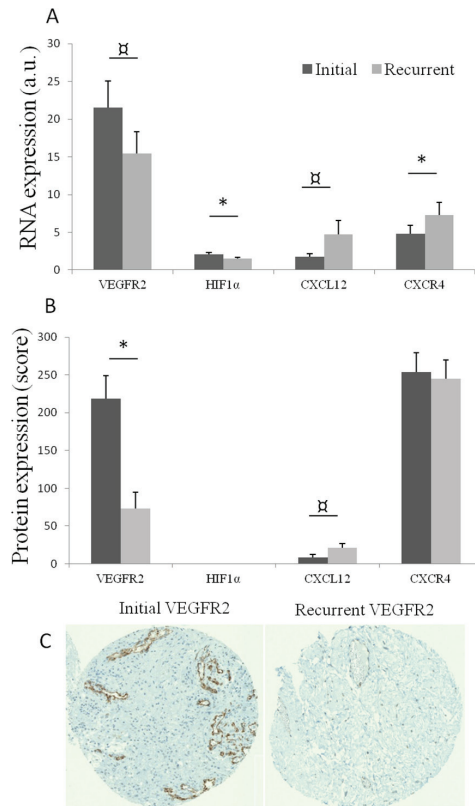 A
RNA expression (a.u.)
30
25
20
15
10
5
0
¤
*
¤
*
Initial Recurrent
VEGFR2 HIF1α CXCL12 CXCR4
B
Protein expression (score)
300
250
200
150
100
50
0
*
¤
VEGFR2 HIF1α CXCL12 CXCR4
C
Initial VEGFR2 Recurrent VEGFR2